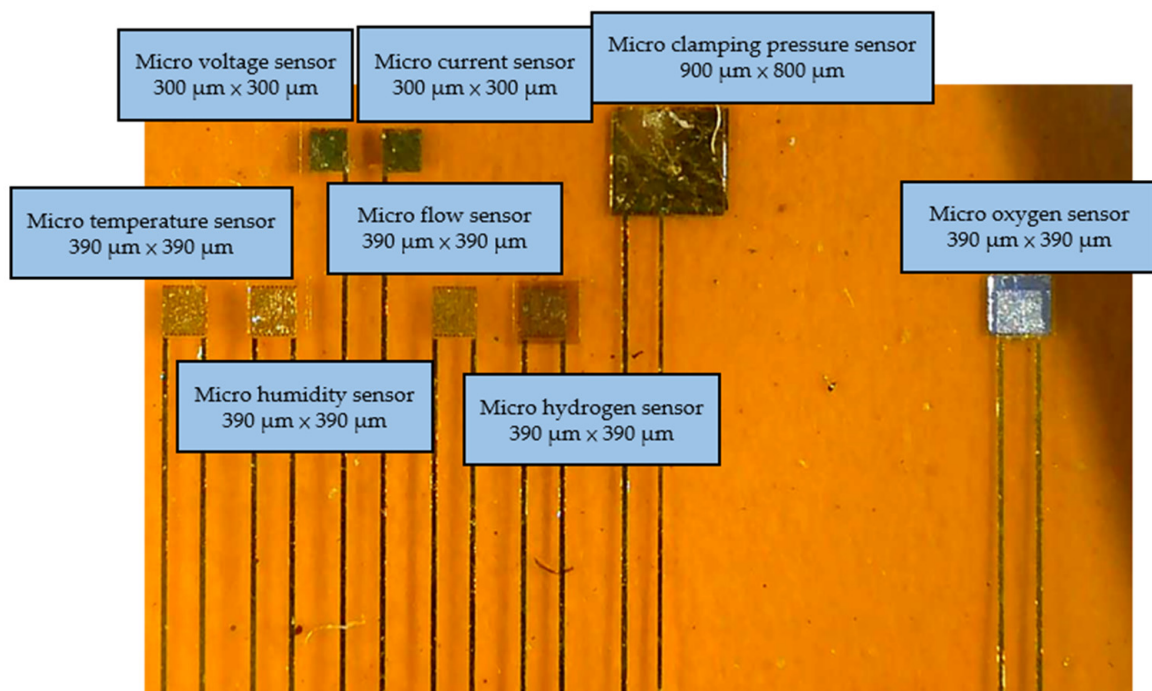 Micro voltage sensor
300 µm x 300 µm
Micro current sensor
300 µm x 300 µm
Micro clamping pressure sensor
900 µm x 800 µm
Micro temperature sensor
390 µm x 390 µm
Micro flow sensor
390 µm x 390 µm
Micro oxygen sensor
390 µm x 390 µm
Micro humidity sensor
390 µm x 390 µm
Micro hydrogen sensor
390 µm x 390 µm